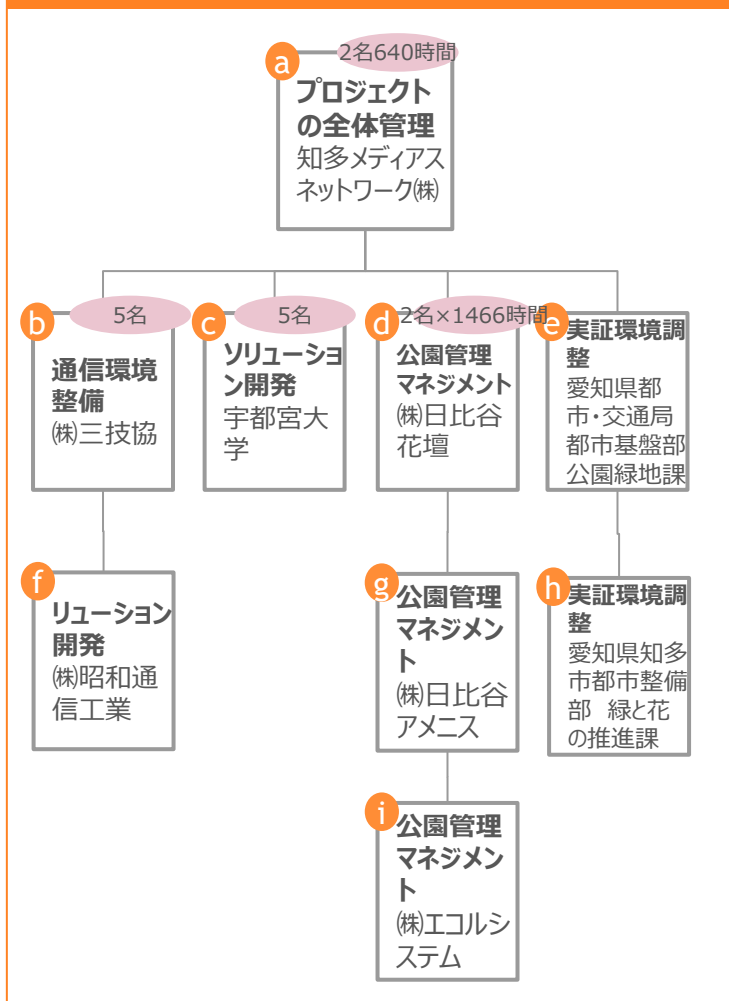 2名640時間
a
プロジェクト
の全体管理
知多メディアス
ネットワーク㈱
5名
b
通信環境
整備
㈱三技協
5名
c
ソリューショ
ン開発
宇都宮大
学
2名×1466時間
d
公園管理
マネジメント
㈱日比谷
花壇
e
実証環境調
整
愛知県都
市・交通局
都市基盤部
公園緑地課
f
リューション
開発
㈱昭和通
信工業
g
公園管理
マネジメン
ト
㈱日比谷
アメニス
h
実証環境調
整
愛知県知多
市都市整備
部 緑と花
の推進課
i
公園管理
マネジメン
ト
㈱エコルシ
ステム